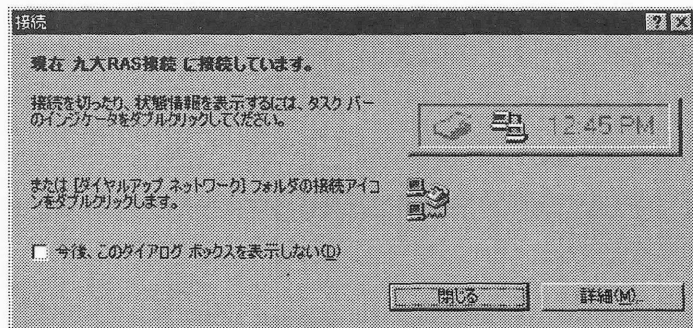 接続
現在 九大RAS接続 に接続しています。
接続を切ったり、状態情報を表示するには、タスク バー
のインジケータをダブルクリックしてください。
12:45 PM
または [ダイヤルアップ ネットワーク] フォルダの接続アイコ
ンをダブルクリックします。
今後、このダイアログ ボックスを表示しない(D)
閉じる
詳細(M)...